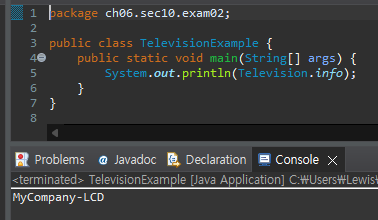 1 package ch06.sec10.exam02;
2
3 public class TelevisionExample {
4 public static void main(String[] args) {
5 System.out.println(Television.info);
6 }
7 }
8
Problems @ Javadoc Declaration Console
<terminated> TelevisionExample [Java Application] C:₩Users₩Lewis₩
MyCompany-LCD